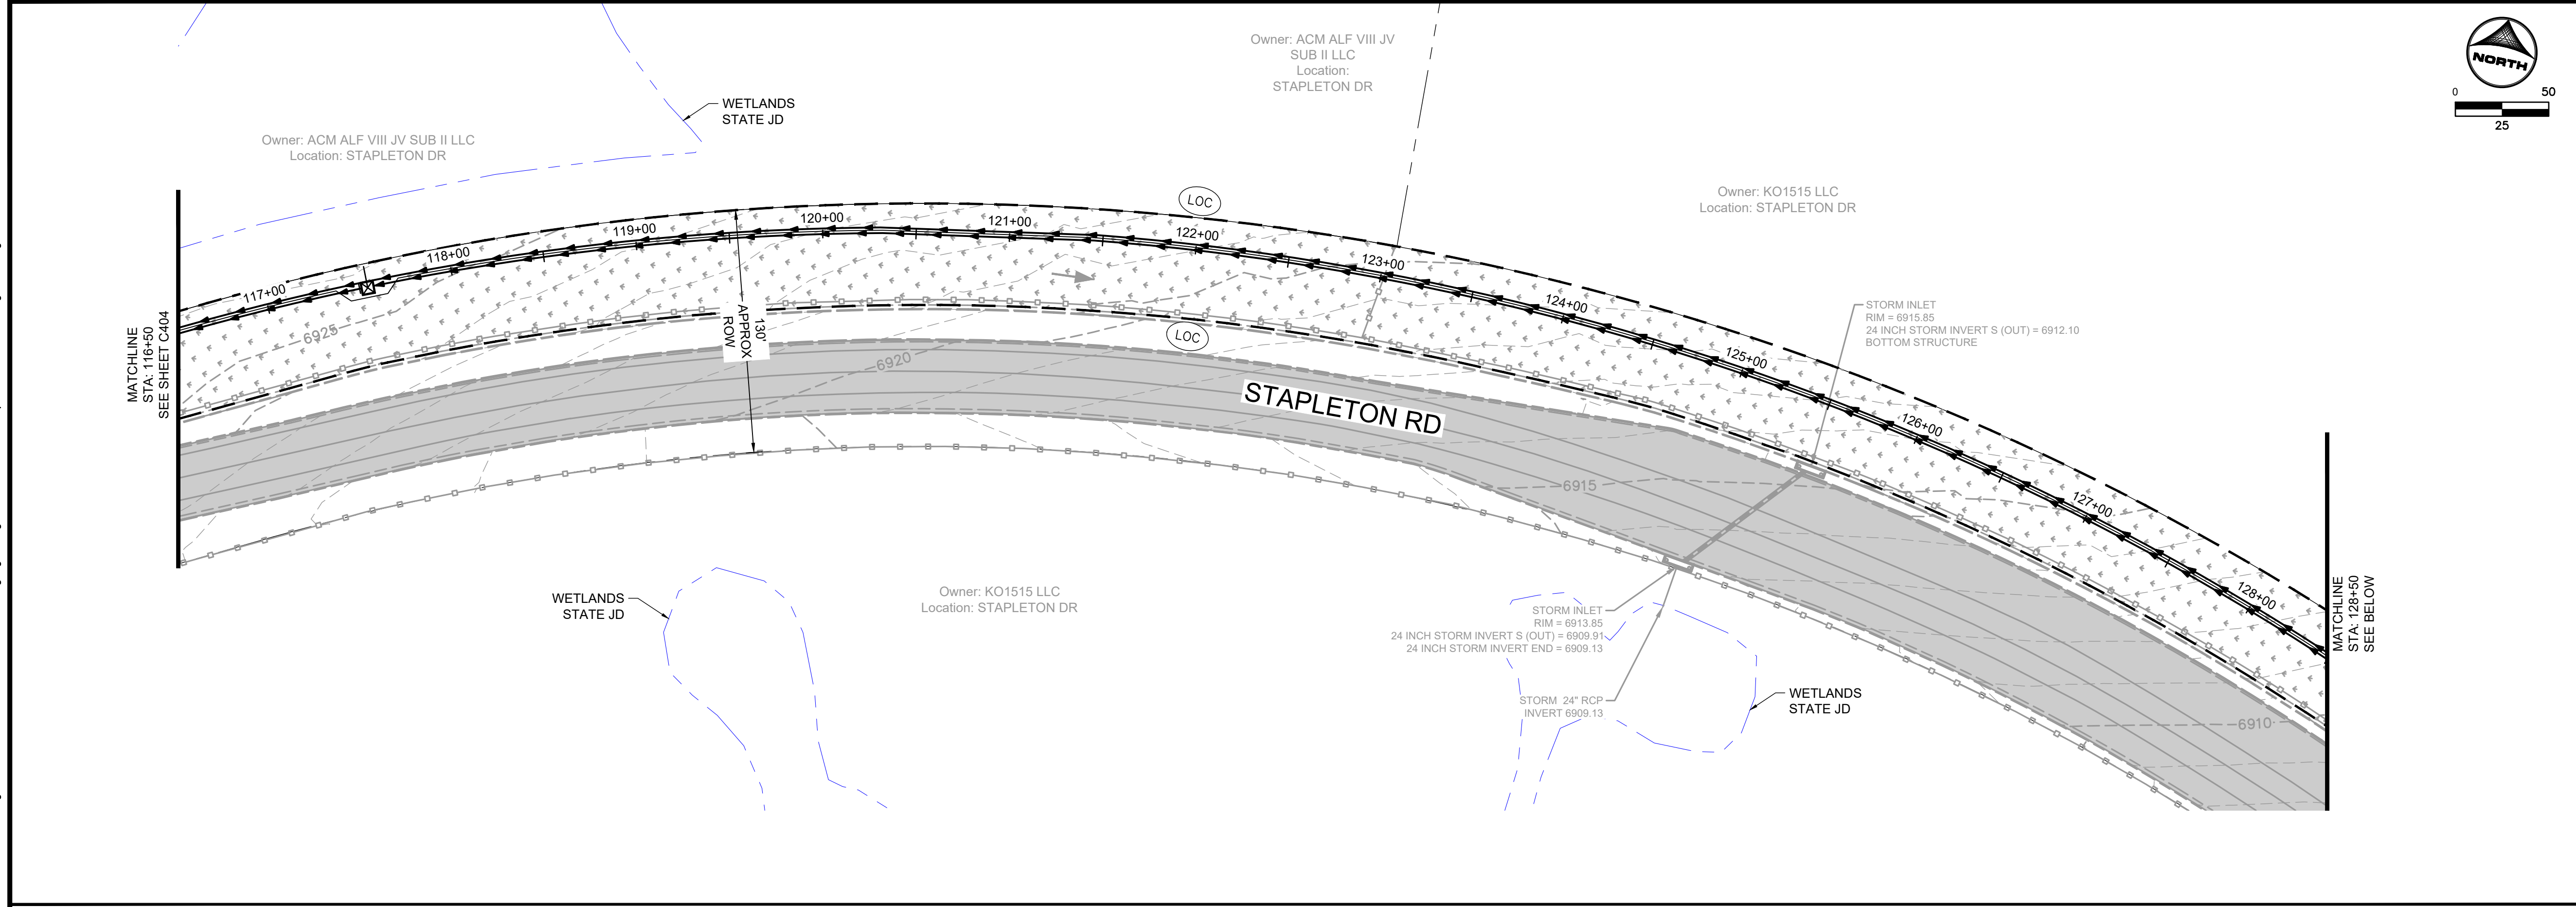 Owner: ACM ALF VIII JV
SUB II LLC
Location:
STAPLETON DR
NORTH
0
50
25
WETLANDS
STATE JD
Owner: ACM ALF VIII JV SUB II LLC
Location: STAPLETON DR
Owner: KO1515 LLC
Location: STAPLETON DR
LOC
117+00
118+00
119+00
120+00
121+00
122+00
123+00
124+00
125+00
126+00
127+00
128+00
MATCHLINE
STA: 116+50
SEE SHEET C404
6925
130'
APPROX
ROW
6920
LOC
STAPLETON RD
STORM INLET
RIM = 6915.85
24 INCH STORM INVERT S (OUT) = 6912.10
BOTTOM STRUCTURE
6915
WETLANDS
STATE JD
Owner: KO1515 LLC
Location: STAPLETON DR
STORM INLET
RIM = 6913.85
24 INCH STORM INVERT S (OUT) = 6909.91
24 INCH STORM INVERT END = 6909.13
STORM 24" RCP
INVERT 6909.13
WETLANDS
STATE JD
6910
MATCHLINE
STA: 128+50
SEE BELOW